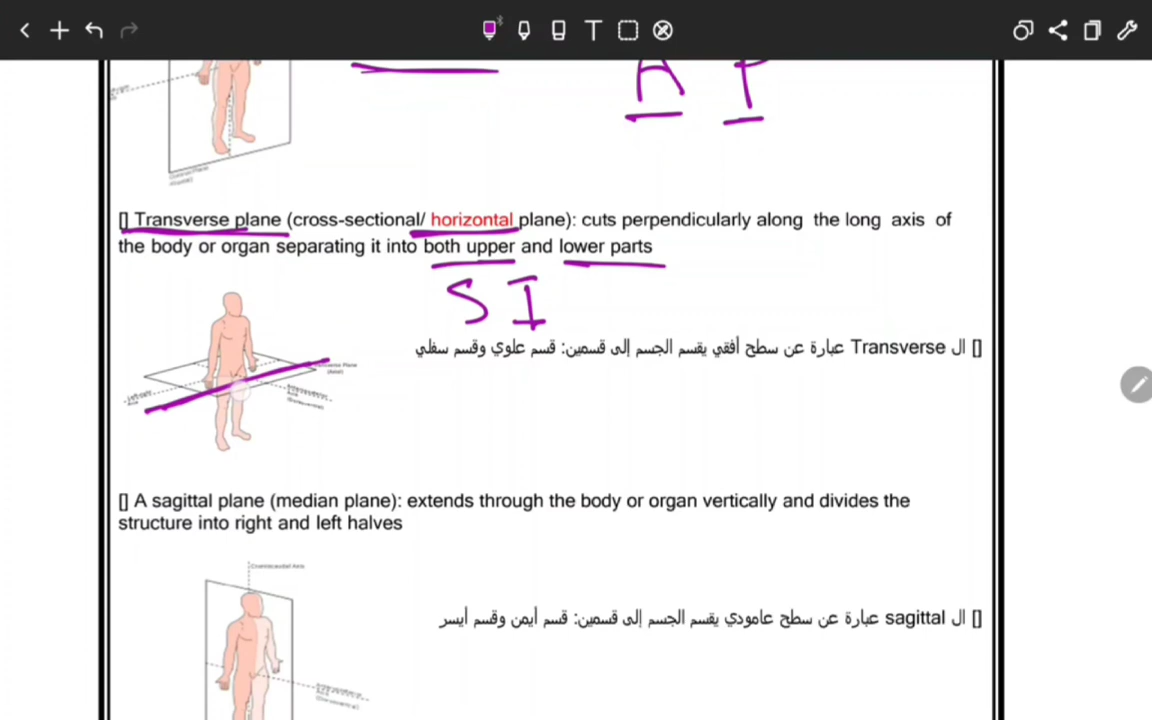 T
A P
[] Transverse plane (cross-sectional/ horizontal plane): cuts perpendicularly along the long axis of
the body or organ separating it into both upper and lower parts
S I
[] ال Transverse عبارة عن سطح أفقي يقسم الجسم إلى قسمين: قسم علوي وقسم سفلي
[] A sagittal plane (median plane): extends through the body or organ vertically and divides the
structure into right and left halves
Craniocaudal Axis
[] ال sagittal عبارة عن سطح عامودي يقسم الجسم إلى قسمين: قسم أيمن وقسم أيسر